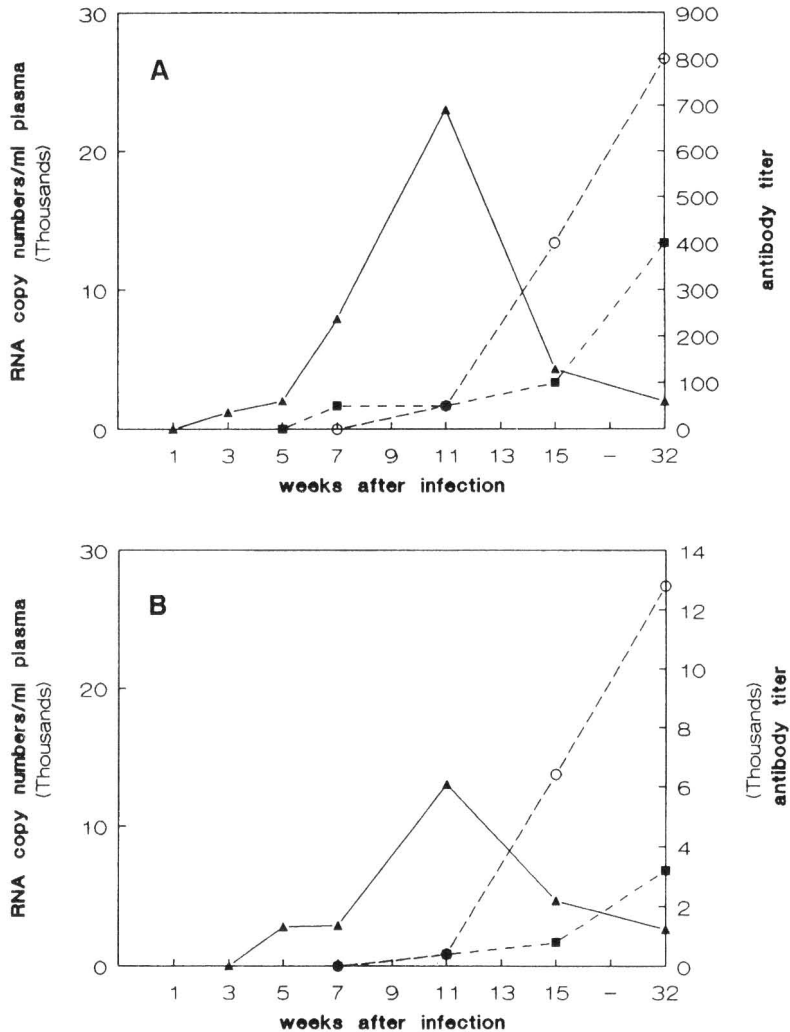 A
30
20
10
0
RNA copy numbers/ml plasma
(Thousands)
900
800
700
600
500
400
300
200
100
0
antibody titer
1 3 5 7 9 11 13 15 – 32
weeks after infection
B
30
20
10
0
RNA copy numbers/ml plasma
(Thousands)
14
12
10
8
6
4
2
0
(Thousands)
antibody titer
1 3 5 7 9 11 13 15 – 32
weeks after infection